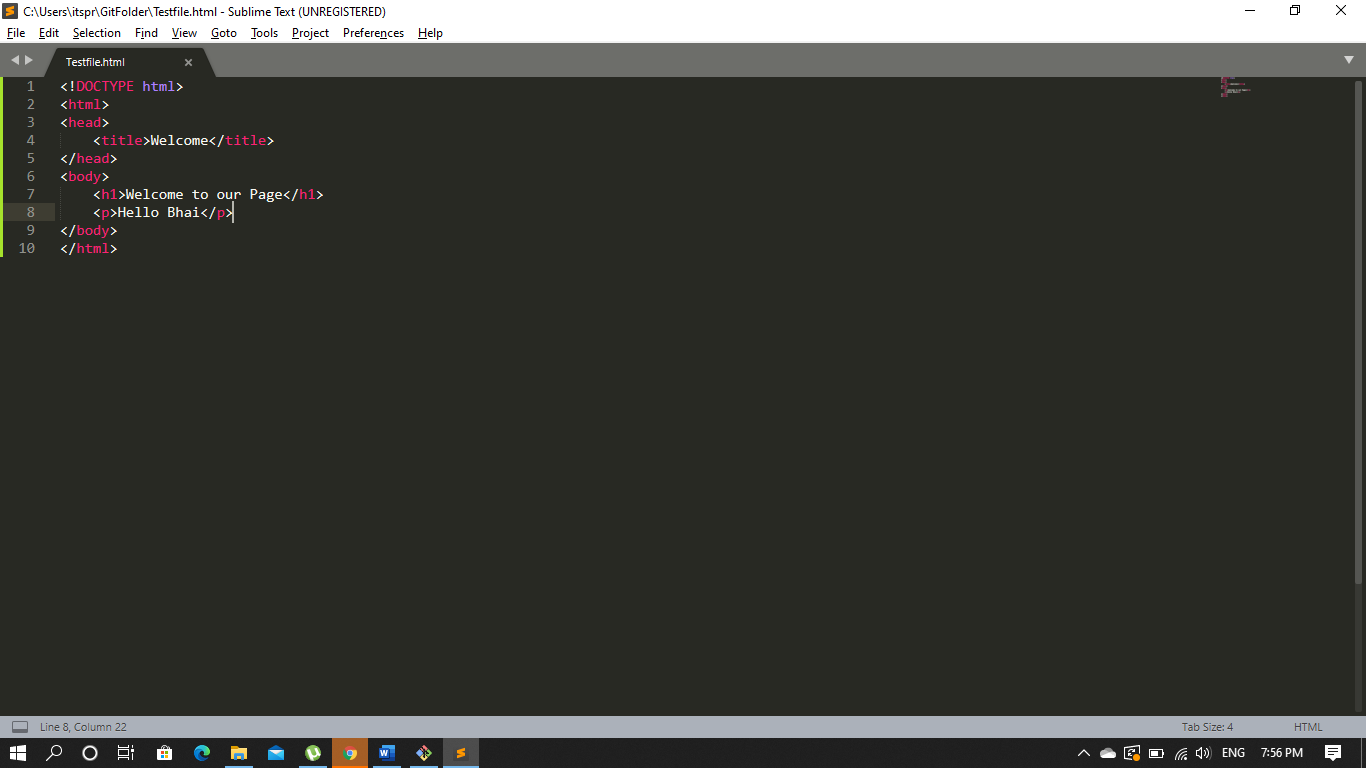 C:\Users\itspr\GitFolder\Testfile.html - Sublime Text (UNREGISTERED)
File Edit Selection Find View Goto Tools Project Preferences Help
Testfile.html
1 <!DOCTYPE html>
2 <html>
3 <head>
4 <title>Welcome</title>
5 </head>
6 <body>
7 <h1>Welcome to our Page</h1>
8 <p>Hello Bhai</p>
9 </body>
10 </html>
Line 8, Column 22 Tab Size: 4 HTML
ENG 7:56 PM